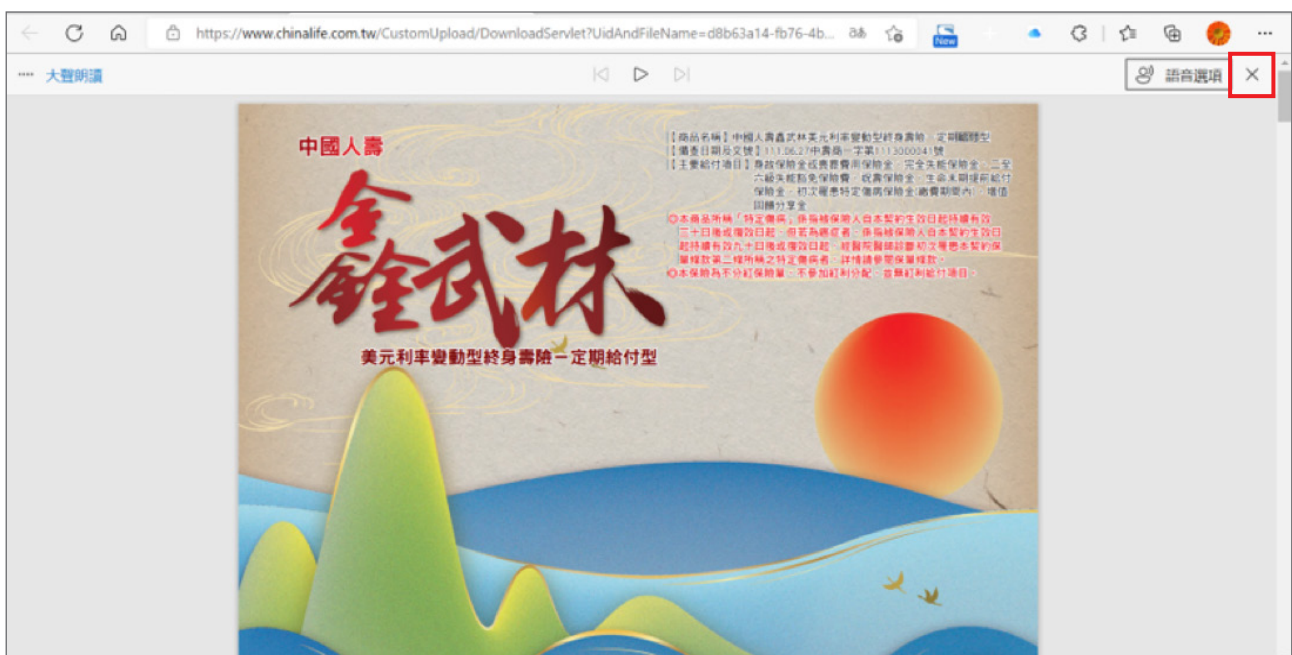 https://www.chinalife.com.tw/CustomUpload/DownloadServlet?UidAndFileName=d8b63a14-fb76-4b...
New
大聲朗讀
語音選項
中國人壽
鑫武林
美元利率變動型終身壽險－定期給付型
【商品名稱】中國人壽鑫武林美元利率變動型終身壽險－定期給付型
【備查日期及文號】111.06.27中壽商一字第1113000041號
【主要給付項目】身故保險金或喪葬費用保險金、完全失能保險金、二至
六級失能豁免保險費、祝壽保險金、生命末期提前給付
保險金、初次罹患特定傷病保險金(繳費期間內)、增值
回饋分享金
◎本商品所稱「特定傷病」係指被保險人自本契約生效日起持續有效
三十日後或復效日起，但若為癌症者，係指被保險人自本契約生效日
起持續有效九十日後或復效日起，經醫院醫師診斷初次罹患本契約保
單條款第二條所稱之特定傷病者，詳情請參閱保單條款。
◎本保險為不分紅保險單，不參加紅利分配，並無紅利給付項目。